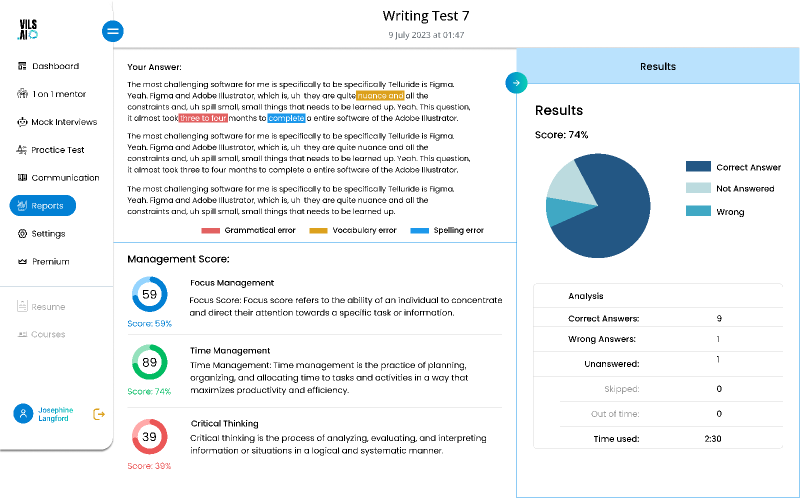 VILS
.AI
Writing Test 7
9 July 2023 at 01:47
Dashboard
1 on 1 mentor
Mock Interviews
Practice Test
Communication
Reports
Settings
Premium
Resume
Courses
Josephine
Langford
Your Answer:
The most challenging software for me is specifically to be specifically Telluride is Figma.
Yeah. Figma and Adobe Illustrator, which is, uh they are quite nuance and all the
constraints and, uh spill small, small things that needs to be learned up. Yeah. This question,
it almost took three to four months to complete a entire software of the Adobe Illustrator.
The most challenging software for me is specifically to be specifically Telluride is Figma.
Yeah. Figma and Adobe Illustrator, which is, uh they are quite nuance and all the
constraints and, uh spill small, small things that needs to be learned up. Yeah. This question,
it almost took three to four months to complete a entire software of the Adobe Illustrator.
The most challenging software for me is specifically to be specifically Telluride is Figma.
Yeah. Figma and Adobe Illustrator, which is, uh they are quite nuance and all the
constraints and, uh spill small, small things that needs to be learned up.
Grammatical error
Vocabulary error
Spelling error
Management Score:
59
Score: 59%
Focus Management
Focus Score: Focus score refers to the ability of an individual to concentrate
and direct their attention towards a specific task or information.
89
Score: 74%
Time Management
Time Management: Time management is the practice of planning,
organizing, and allocating time to tasks and activities in a way that
maximizes productivity and efficiency.
39
Score: 39%
Critical Thinking
Critical thinking is the process of analyzing, evaluating, and interpreting
information or situations in a logical and systematic manner.
Results
Results
Score: 74%
Correct Answer
Not Answered
Wrong
Analysis
Correct Answers: 9
Wrong Answers: 1
Unanswered: 1
Skipped: 0
Out of time: 0
Time used: 2:30